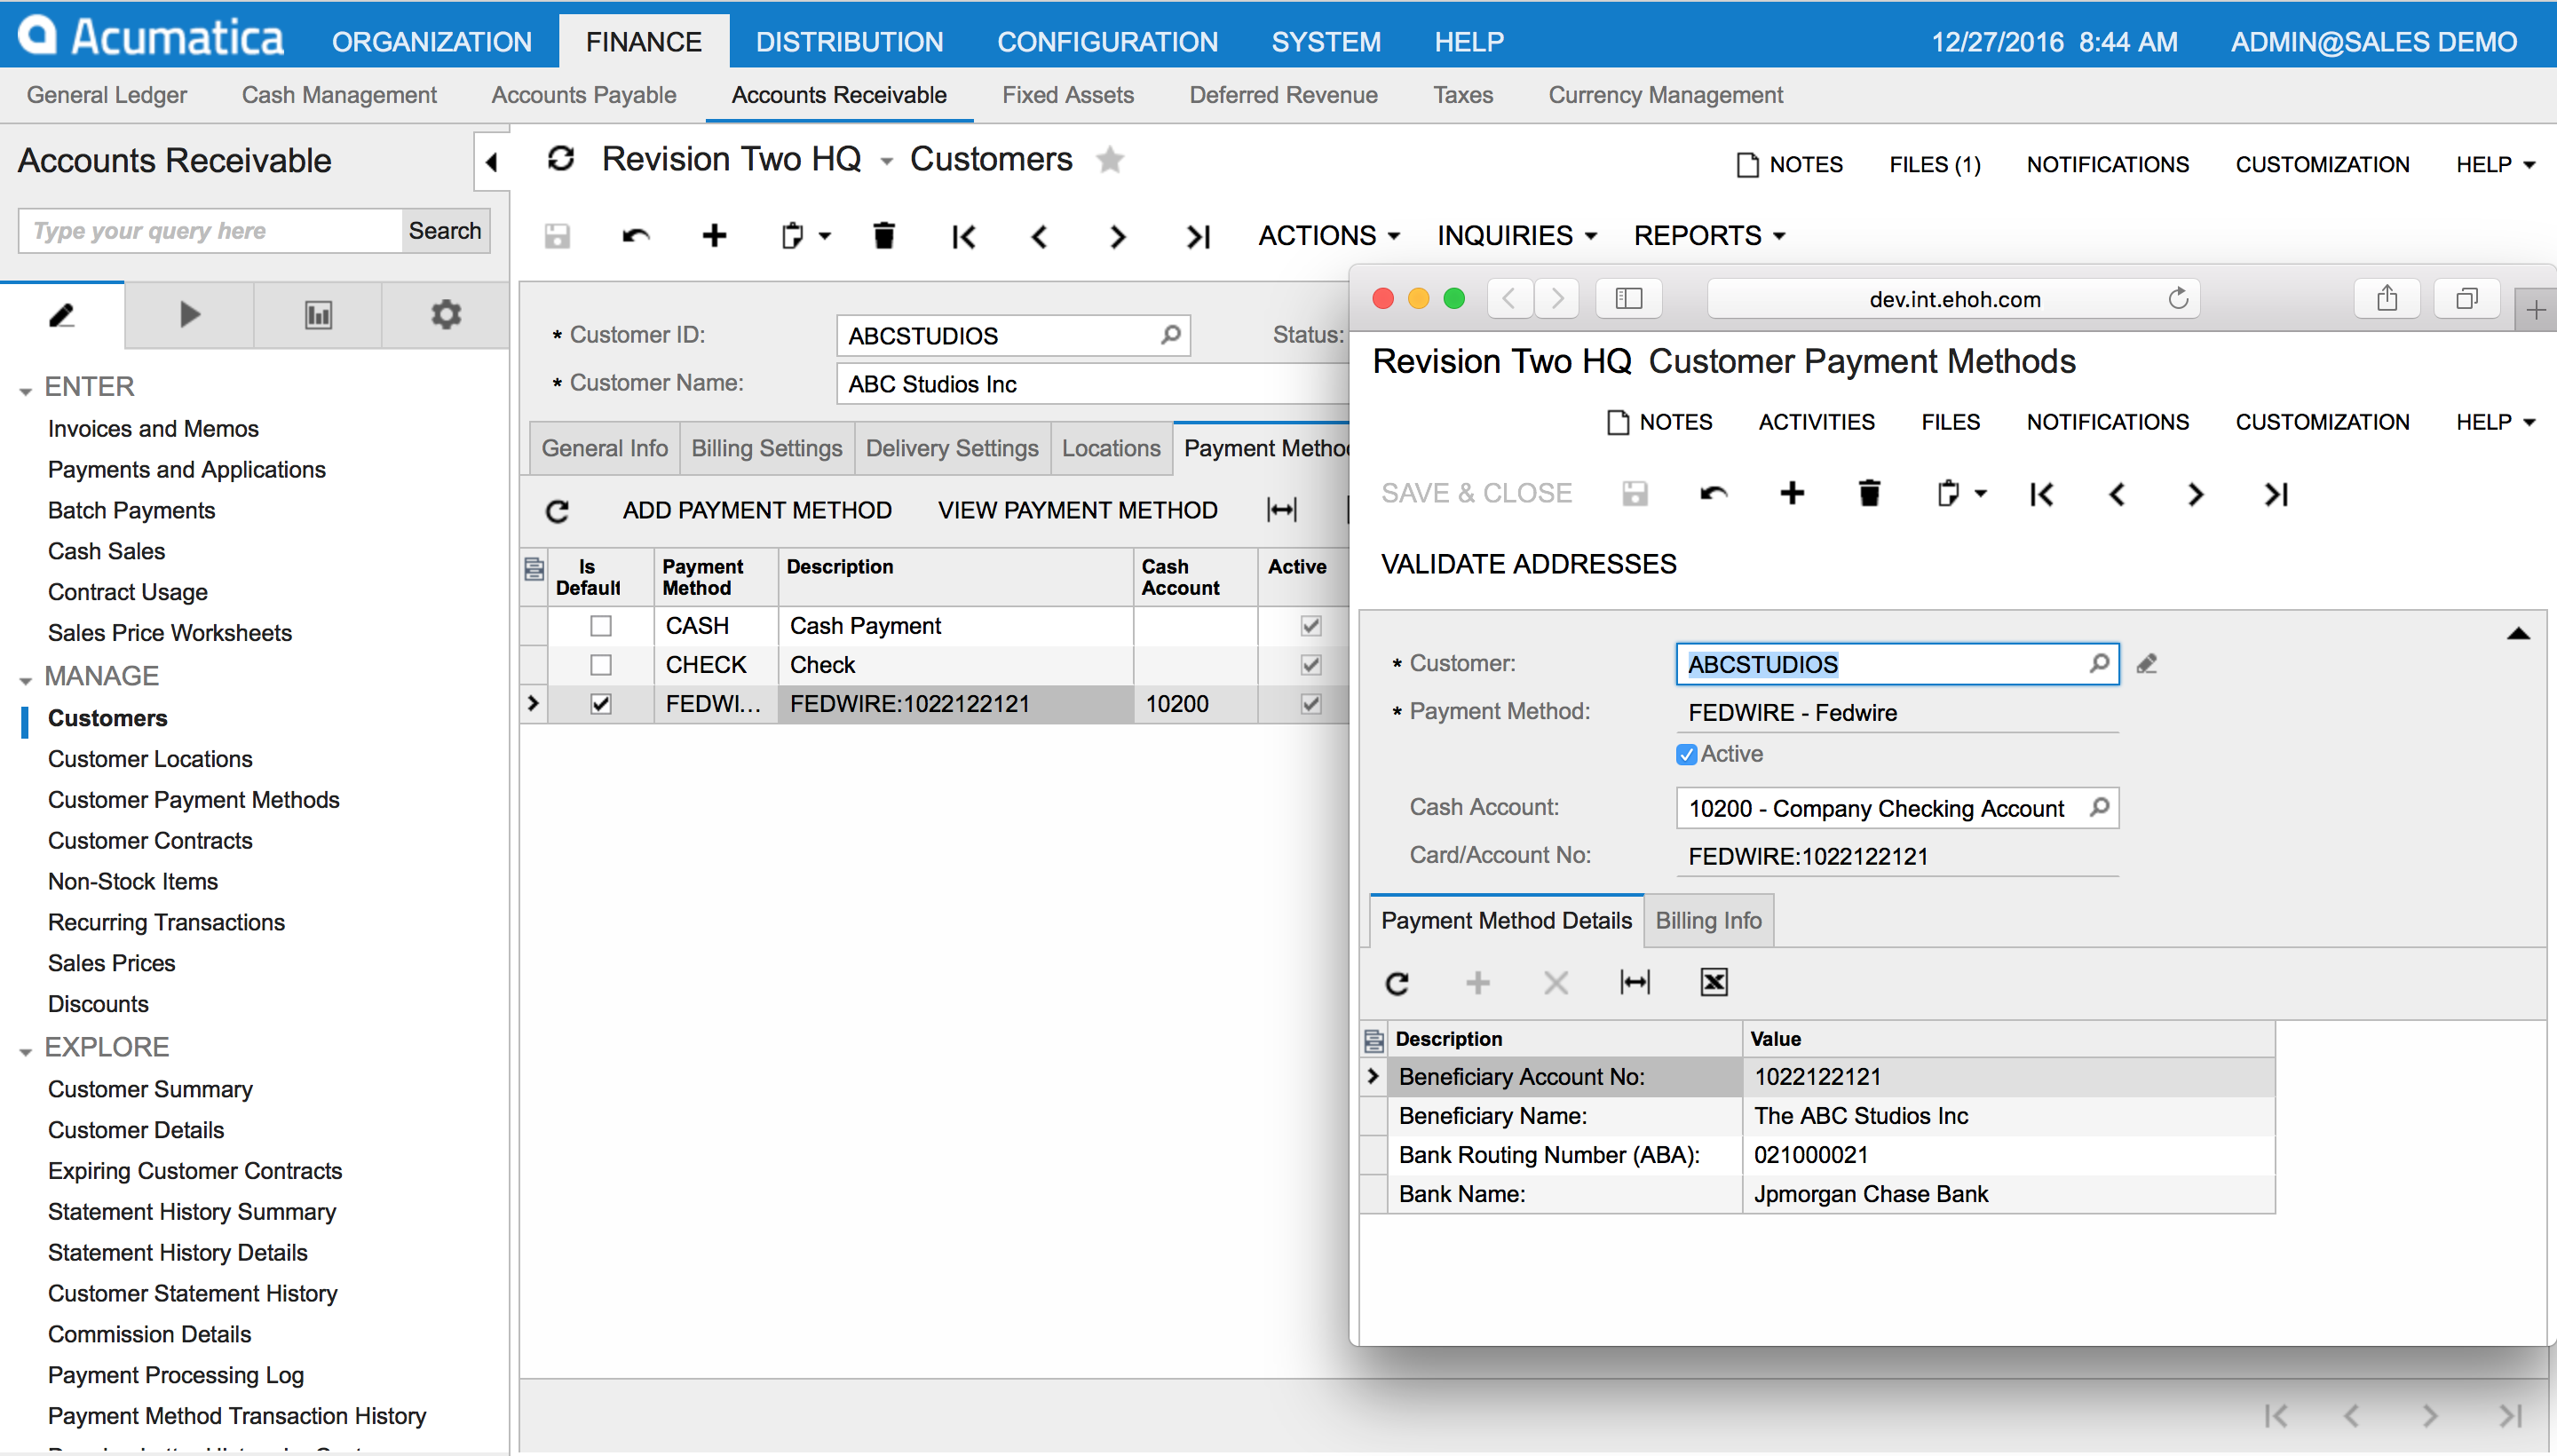 Acumatica ORGANIZATION FINANCE DISTRIBUTION CONFIGURATION SYSTEM HELP 12/27/2016 8:44 AM ADMIN@SALES DEMO
General Ledger Cash Management Accounts Payable Accounts Receivable Fixed Assets Deferred Revenue Taxes Currency Management
Accounts Receivable
Type your query here Search
ENTER
Invoices and Memos
Payments and Applications
Batch Payments
Cash Sales
Contract Usage
Sales Price Worksheets
MANAGE
Customers
Customer Locations
Customer Payment Methods
Customer Contracts
Non-Stock Items
Recurring Transactions
Sales Prices
Discounts
EXPLORE
Customer Summary
Customer Details
Expiring Customer Contracts
Statement History Summary
Statement History Details
Customer Statement History
Commission Details
Payment Processing Log
Payment Method Transaction History
Revision Two HQ Customers
NOTES FILES (1) NOTIFICATIONS CUSTOMIZATION HELP
ACTIONS INQUIRIES REPORTS
* Customer ID: ABCSTUDIOS Status:
* Customer Name: ABC Studios Inc
General Info Billing Settings Delivery Settings Locations Payment Metho
ADD PAYMENT METHOD VIEW PAYMENT METHOD
Is Default Payment Method Description Cash Account Active
CASH Cash Payment
CHECK Check
FEDWI... FEDWIRE:1022122121 10200
dev.int.ehoh.com
Revision Two HQ Customer Payment Methods
NOTES ACTIVITIES FILES NOTIFICATIONS CUSTOMIZATION HELP
SAVE & CLOSE
VALIDATE ADDRESSES
* Customer: ABCSTUDIOS
* Payment Method: FEDWIRE - Fedwire
Active
Cash Account: 10200 - Company Checking Account
Card/Account No: FEDWIRE:1022122121
Payment Method Details Billing Info
Description Value
Beneficiary Account No: 1022122121
Beneficiary Name: The ABC Studios Inc
Bank Routing Number (ABA): 021000021
Bank Name: Jpmorgan Chase Bank